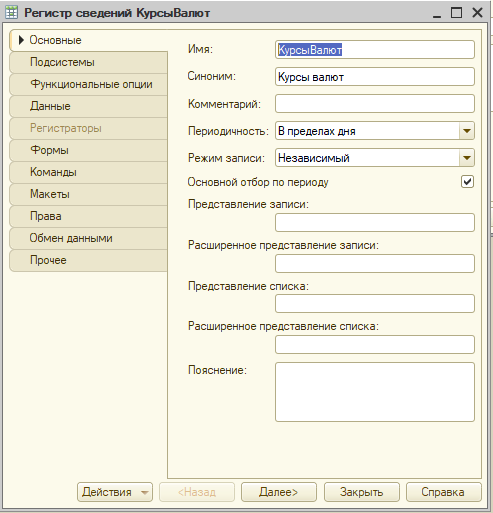 Регистр сведений КурсыВалют
Основные
Подсистемы
Функциональные опции
Данные
Регистраторы
Формы
Команды
Макеты
Права
Обмен данными
Прочее
Имя: КурсыВалют
Синоним: Курсы валют
Комментарий:
Периодичность: В пределах дня
Режим записи: Независимый
Основной отбор по периоду
Представление записи:
Расширенное представление записи:
Представление списка:
Расширенное представление списка:
Пояснение:
Действия <Назад Далее> Закрыть Справка